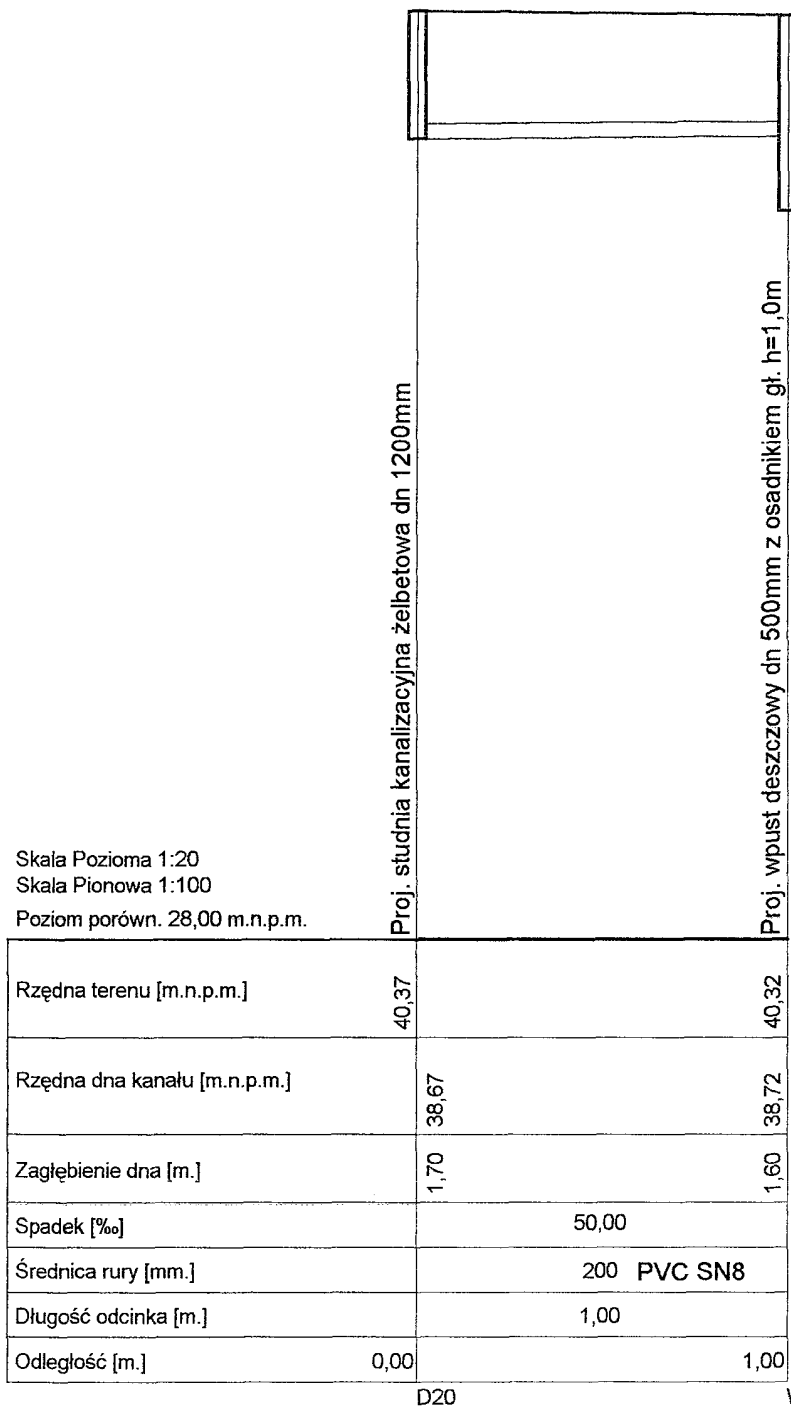 Proj. studnia kanalizacyjna żelbetowa dn 1200mm
Proj. wpust deszczowy dn 500mm z osadnikiem gł. h=1,0m
Skala Pozioma 1:20
Skala Pionowa 1:100
Poziom porówn. 28,00 m.n.p.m.
Rzędna terenu [m.n.p.m.] 40,37 40,32
Rzędna dna kanału [m.n.p.m.] 38,67 38,72
Zagłębienie dna [m.] 1,70 1,60
Spadek [‰] 50,00
Średnica rury [mm.] 200 PVC SN8
Długość odcinka [m.] 1,00
Odległość [m.] 0,00 1,00
D20